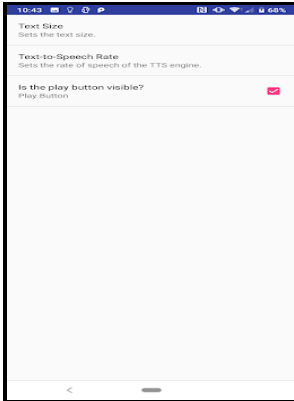 10:43 68%
Text Size
Sets the text size.
Text-to-Speech Rate
Sets the rate of speech of the TTS engine.
Is the play button visible?
Play Button